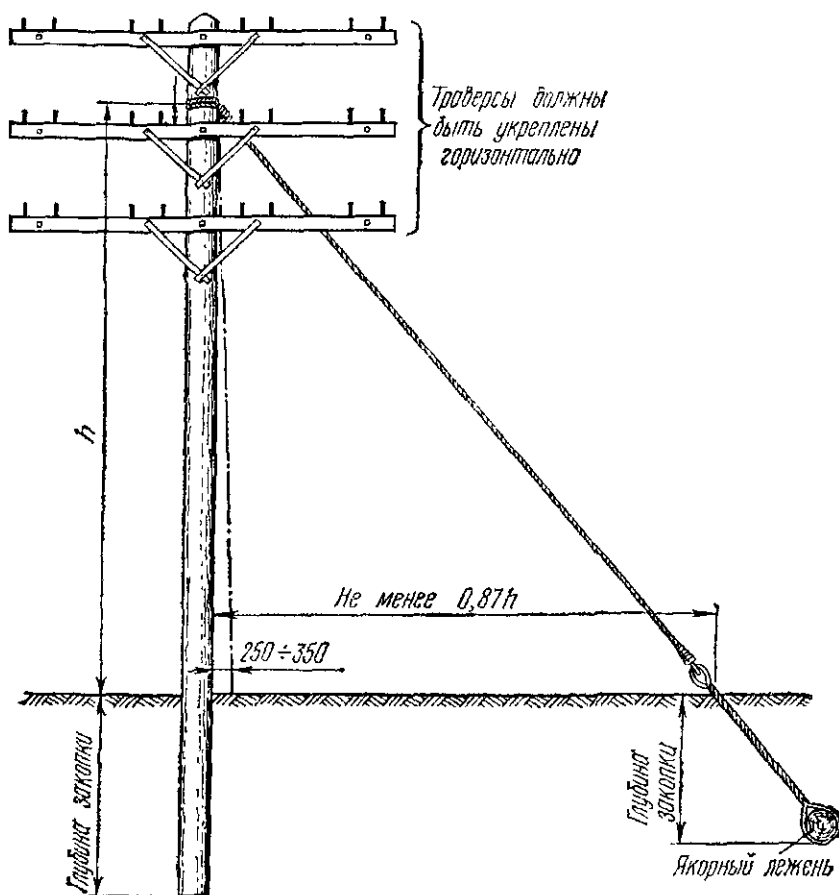 Траверсы должны
быть укреплены
горизонтально
h
Не менее 0,87h
250÷350
Глубина закопки
Глубина
закопки
Якорный лежень